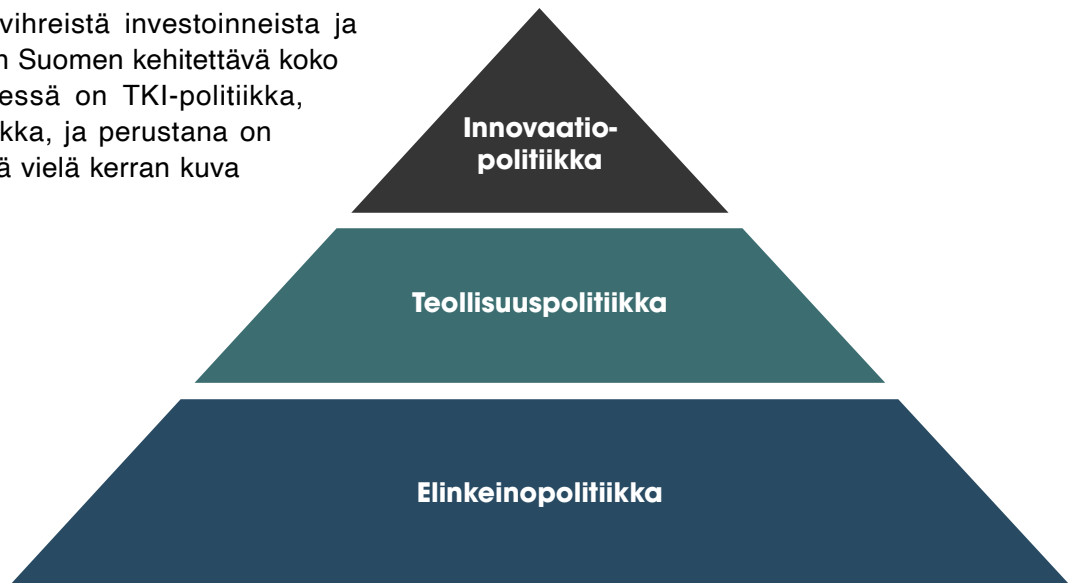 vihreistä investoinneista ja
n Suomen kehitettävä koko
essä on TKI-politiikka,
kka, ja perustana on
ä vielä kerran kuva
Innovaatio-
politiikka
Teollisuuspolitiikka
Elinkeinopolitiikka